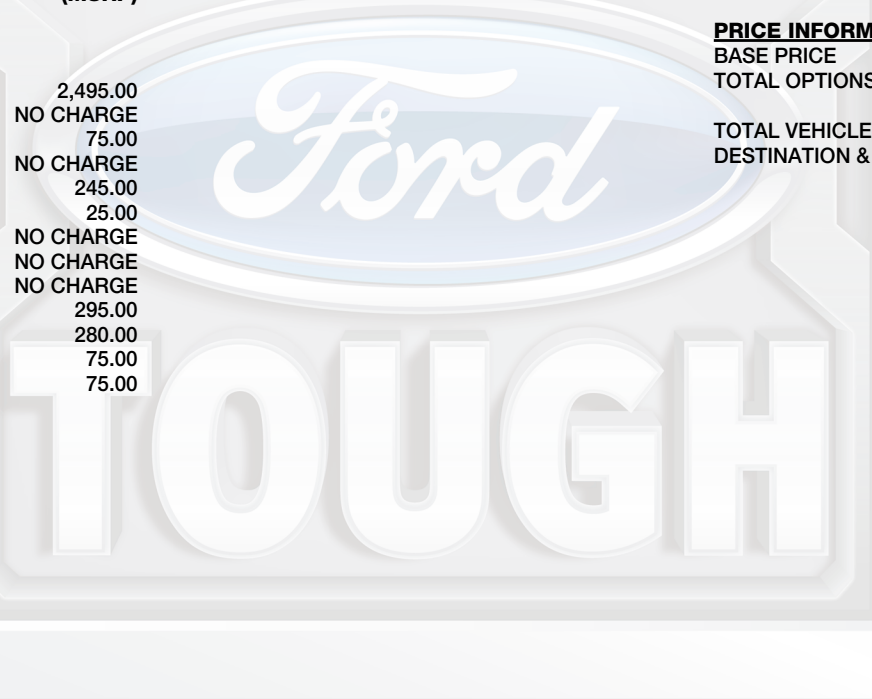 (MSRP)
2,495.00
NO CHARGE
75.00
NO CHARGE
245.00
25.00
NO CHARGE
NO CHARGE
NO CHARGE
295.00
280.00
75.00
75.00
PRICE INFORM
BASE PRICE
TOTAL OPTIONS
TOTAL VEHICLE
DESTINATION &
Ford
TOUGH